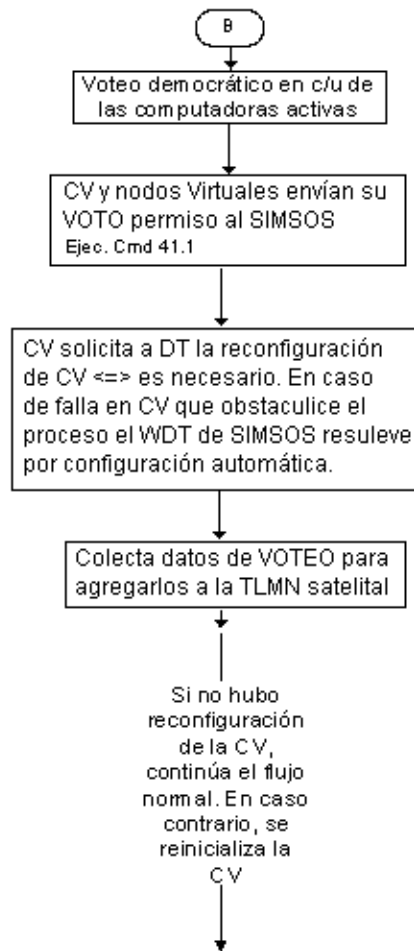 B
Voteo democrático en c/u de
las computadoras activas
CV y nodos Virtuales envían su
VOTO permiso al SIMSOS
Ejec. Cmd 41.1
CV solicita a DT la reconfiguración
de CV <=> es necesario. En caso
de falla en CV que obstaculice el
proceso el WDT de SIMSOS resuleve
por configuración automática.
Colecta datos de VOTEO para
agregarlos a la TLMN satelital
Si no hubo
reconfiguración
de la CV,
continúa el flujo
normal. En caso
contrario, se
reinicializa la
CV